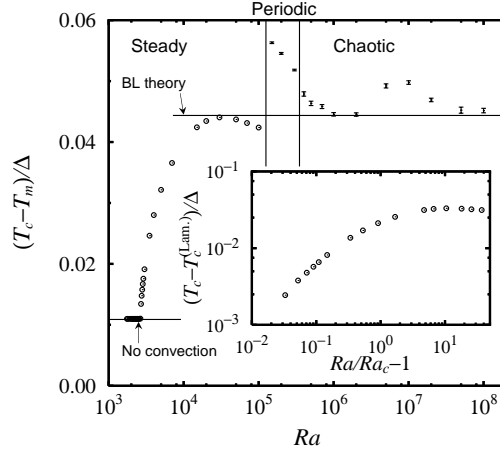 Periodic
Steady
Chaotic
BL theory
No convection
(T_c−T_m)/Δ
0.06
0.04
0.02
0.00
10^3 10^4 10^5 10^6 10^7 10^8
Ra
(T_c−T_c^(Lam.))/Δ
10^−1
10^−2
10^−3
10^−2 10^−1 10^0 10^1
Ra/Ra_c−1